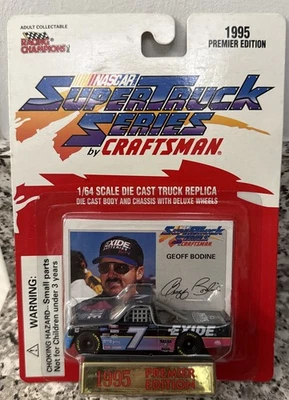 ADULT COLLECTABLE
RACING
CHAMPIONS
1995
PREMIER EDITION
NASCAR
SUPERTRUCK
SERIES
by CRAFTSMAN
1/64 SCALE DIE CAST TRUCK REPLICA
DIE CAST BODY AND CHASSIS WITH DELUXE WHEELS
SUPERTRUCK
SERIES
CRAFTSMAN
GEOFF BODINE
EXIDE
7 EXIDE
WARNING:
CHOKING HAZARD-Small parts
Not for Children under 3 years
1995 PREMIER
EDITION